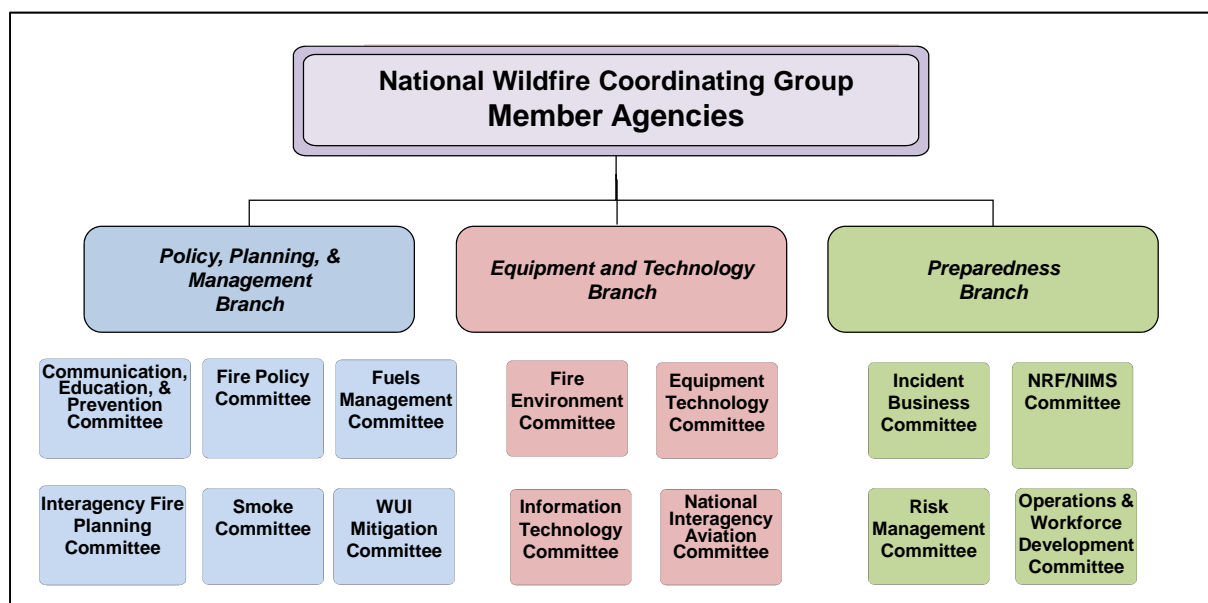 National Wildfire Coordinating Group
Member Agencies
Policy, Planning, &
Management
Branch
Equipment and Technology
Branch
Preparedness
Branch
Communication,
Education, &
Prevention
Committee
Fire Policy
Committee
Fuels
Management
Committee
Fire
Environment
Committee
Equipment
Technology
Committee
Incident
Business
Committee
NRF/NIMS
Committee
Interagency Fire
Planning
Committee
Smoke
Committee
WUI
Mitigation
Committee
Information
Technology
Committee
National
Interagency
Aviation
Committee
Risk
Management
Committee
Operations &
Workforce
Development
Committee